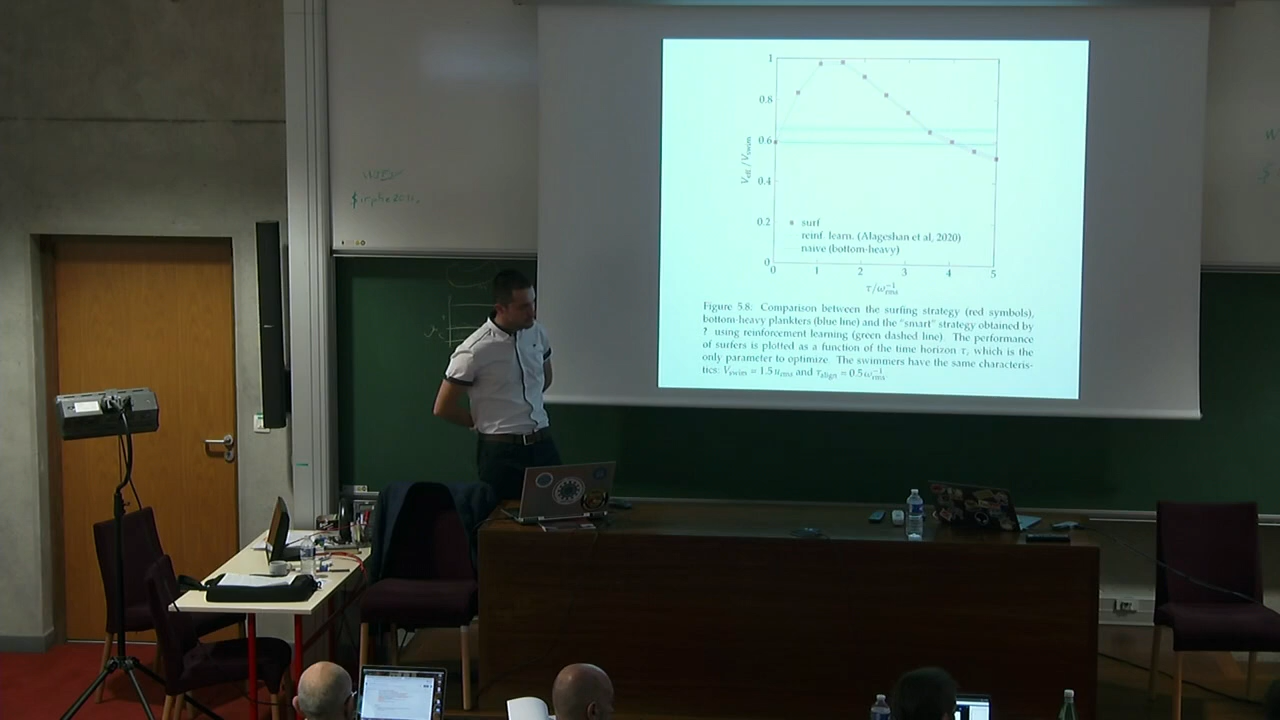 1
0.8
0.6
0.4
0.2
0
V_eff / V_swim
surf
reinf. learn. (Alageshan et al, 2020)
naive (bottom-heavy)
0 1 2 3 4 5
τ/ω⁻¹rms
Figure 5.8: Comparison between the surfing strategy (red symbols),
bottom-heavy plankters (blue line) and the "smart" strategy obtained by
? using reinforcement learning (green dashed line). The performance
of surfers is plotted as a function of the time horizon τ, which is the
only parameter to optimize. The swimmers have the same characteris-
tics: V_swim = 1.5 u_rms and τ_align = 0.5 ω⁻¹rms